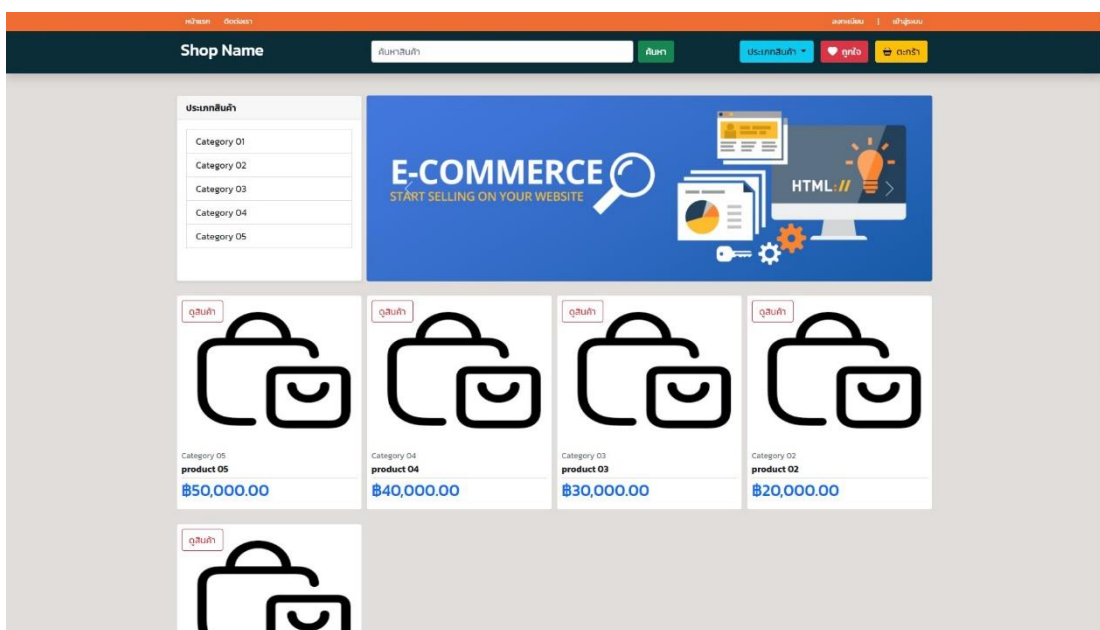 หน้าแรก ติดต่อเรา ลงทะเบียน | เข้าสู่ระบบ
Shop Name ค้นหาสินค้า ค้นหา ประเภทสินค้า ถูกใจ ตะกร้า
ประเภทสินค้า
Category 01
Category 02
Category 03
Category 04
Category 05
E-COMMERCE
START SELLING ON YOUR WEBSITE
HTML://
ดูสินค้า ดูสินค้า ดูสินค้า ดูสินค้า
Category 05 Category 04 Category 03 Category 02
product 05 product 04 product 03 product 02
฿50,000.00 ฿40,000.00 ฿30,000.00 ฿20,000.00
ดูสินค้า